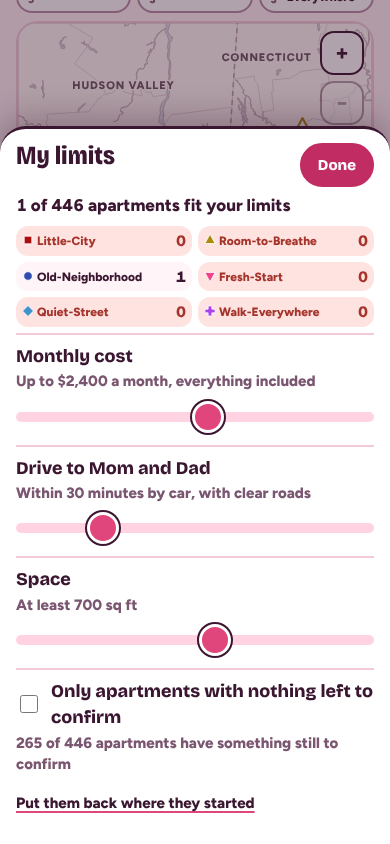 CONNECTICUT
+
HUDSON VALLEY
−
My limits
Done
1 of 446 apartments fit your limits
Little-City 0
Room-to-Breathe 0
Old-Neighborhood 1
Fresh-Start 0
Quiet-Street 0
Walk-Everywhere 0
Monthly cost
Up to $2,400 a month, everything included
Drive to Mom and Dad
Within 30 minutes by car, with clear roads
Space
At least 700 sq ft
Only apartments with nothing left to
confirm
265 of 446 apartments have something still to
confirm
Put them back where they started